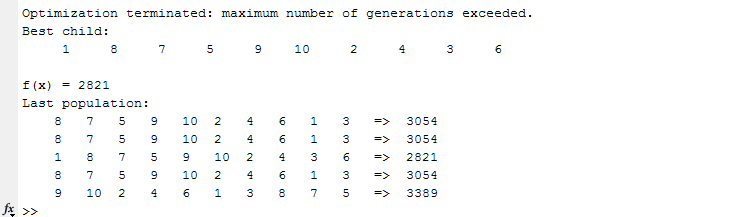 Optimization terminated: maximum number of generations exceeded.
Best child:
1 8 7 5 9 10 2 4 3 6
f(x) = 2821
Last population:
8 7 5 9 10 2 4 6 1 3 => 3054
8 7 5 9 10 2 4 6 1 3 => 3054
1 8 7 5 9 10 2 4 3 6 => 2821
8 7 5 9 10 2 4 6 1 3 => 3054
9 10 2 4 6 1 3 8 7 5 => 3389
fx >>